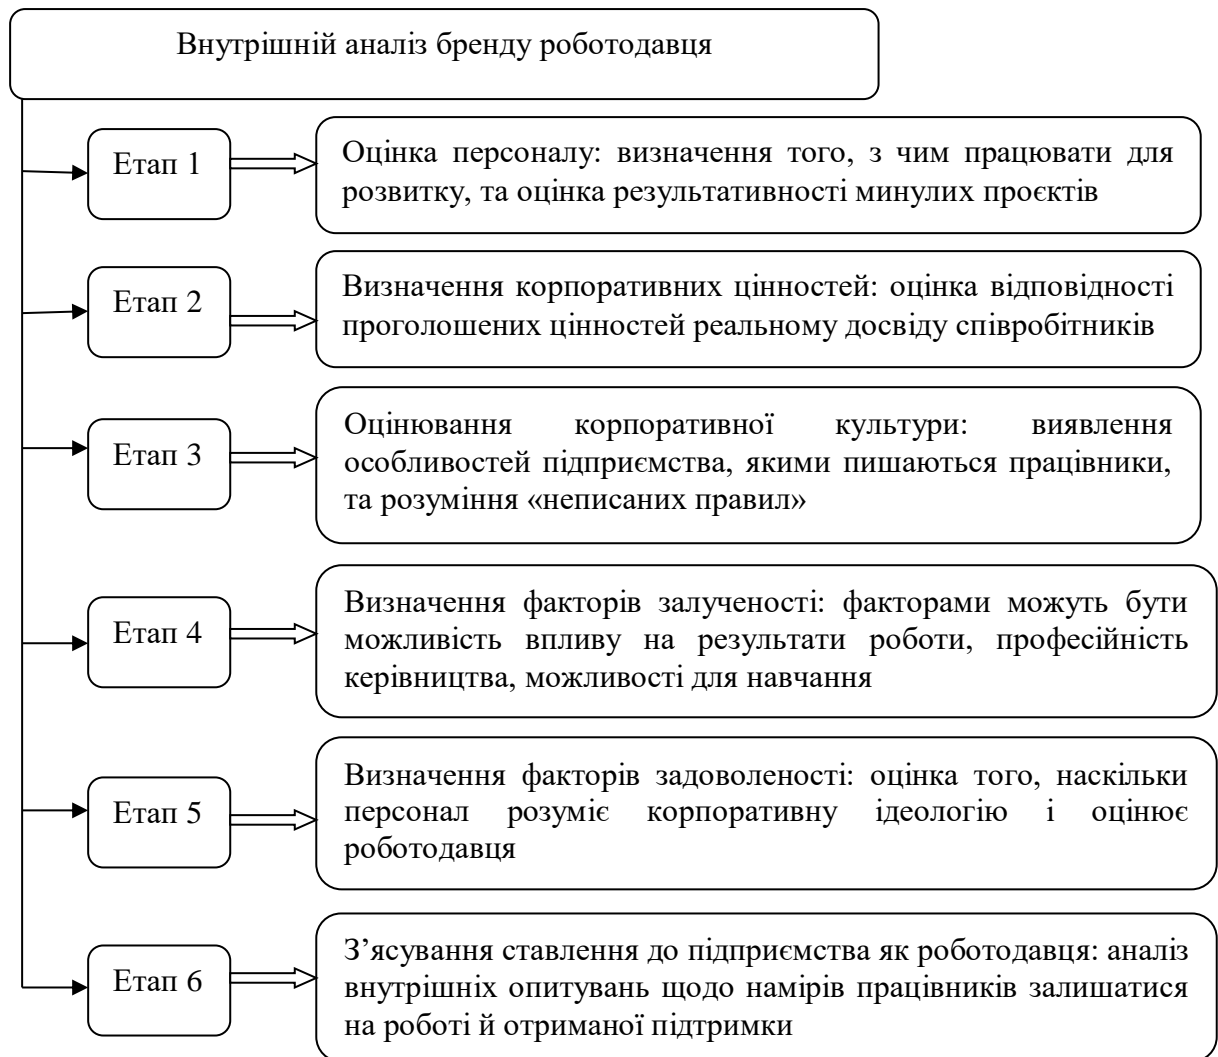 Внутрішній аналіз бренду роботодавця
Етап 1
Оцінка персоналу: визначення того, з чим працювати для
розвитку, та оцінка результативності минулих проєктів
Етап 2
Визначення корпоративних цінностей: оцінка відповідності
проголошених цінностей реальному досвіду співробітників
Етап 3
Оцінювання корпоративної культури: виявлення
особливостей підприємства, якими пишаються працівники,
та розуміння «неписаних правил»
Етап 4
Визначення факторів залученості: факторами можуть бути
можливість впливу на результати роботи, професійність
керівництва, можливості для навчання
Етап 5
Визначення факторів задоволеності: оцінка того, наскільки
персонал розуміє корпоративну ідеологію і оцінює
роботодавця
Етап 6
З’ясування ставлення до підприємства як роботодавця: аналіз
внутрішніх опитувань щодо намірів працівників залишатися
на роботі й отриманої підтримки